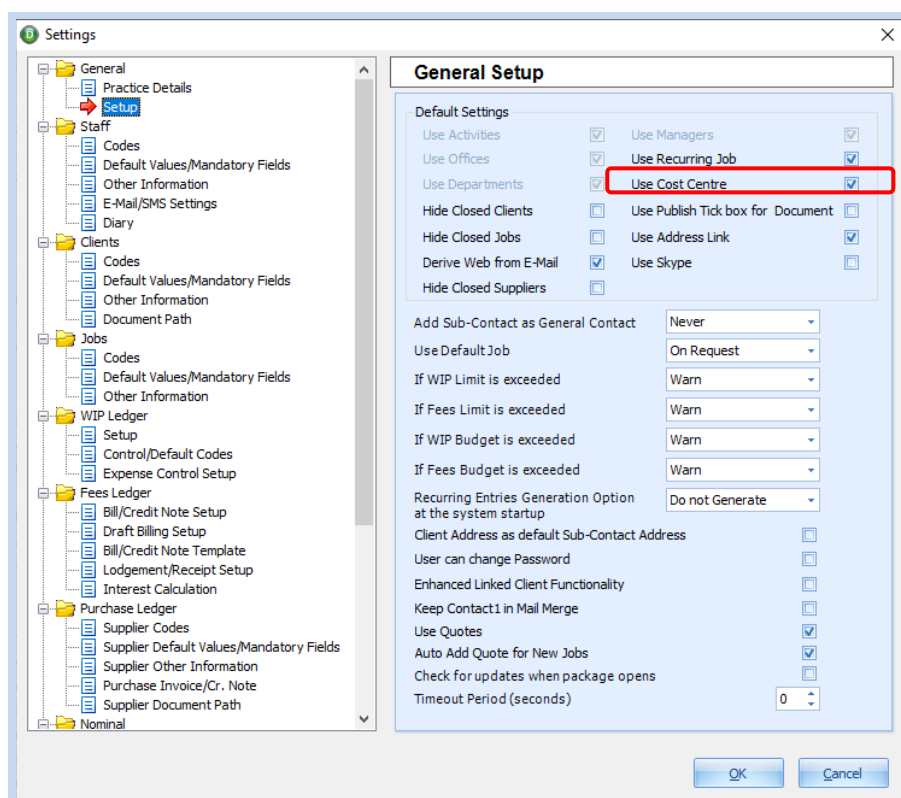 Settings
General
Practice Details
Setup
Staff
Codes
Default Values/Mandatory Fields
Other Information
E-Mail/SMS Settings
Diary
Clients
Codes
Default Values/Mandatory Fields
Other Information
Document Path
Jobs
Codes
Default Values/Mandatory Fields
Other Information
WIP Ledger
Setup
Control/Default Codes
Expense Control Setup
Fees Ledger
Bill/Credit Note Setup
Draft Billing Setup
Bill/Credit Note Template
Lodgement/Receipt Setup
Interest Calculation
Purchase Ledger
Supplier Codes
Supplier Default Values/Mandatory Fields
Supplier Other Information
Purchase Invoice/Cr. Note
Supplier Document Path
Nominal
General Setup
Default Settings
Use Activities Use Managers
Use Offices Use Recurring Job
Use Departments Use Cost Centre
Hide Closed Clients Use Publish Tick box for Document
Hide Closed Jobs Use Address Link
Derive Web from E-Mail Use Skype
Hide Closed Suppliers
Add Sub-Contact as General Contact Never
Use Default Job On Request
If WIP Limit is exceeded Warn
If Fees Limit is exceeded Warn
If WIP Budget is exceeded Warn
If Fees Budget is exceeded Warn
Recurring Entries Generation Option Do not Generate
at the system startup
Client Address as default Sub-Contact Address
User can change Password
Enhanced Linked Client Functionality
Keep Contact1 in Mail Merge
Use Quotes
Auto Add Quote for New Jobs
Check for updates when package opens
Timeout Period (seconds) 0
OK Cancel